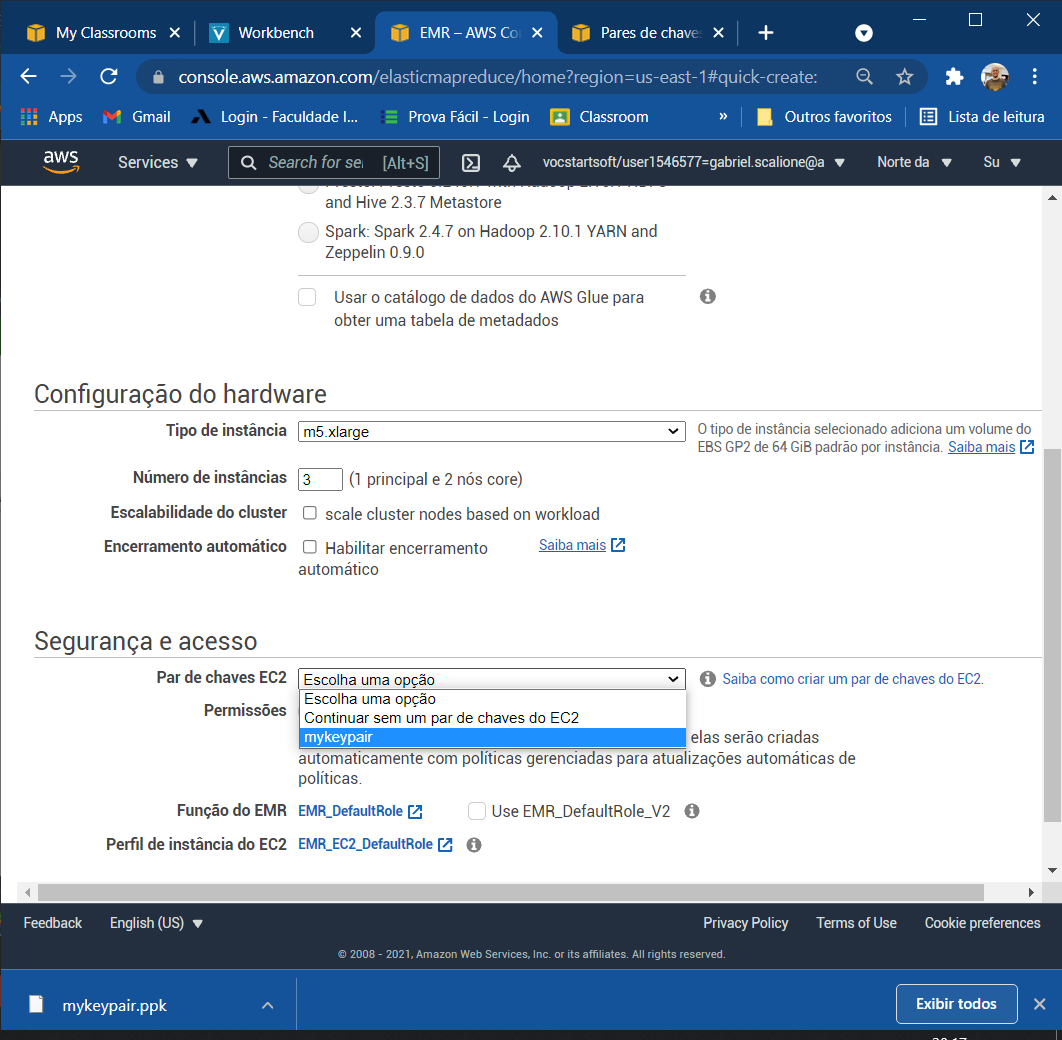 My Classrooms
Workbench
EMR – AWS Co
Pares de chaves
console.aws.amazon.com/elasticmapreduce/home?region=us-east-1#quick-create:
Apps
Gmail
Login - Faculdade I...
Prova Fácil - Login
Classroom
»
Outros favoritos
Lista de leitura
aws
Services
Search for se
[Alt+S]
vocstartsoft/user1546577=gabriel.scalione@a
Norte da
Su
and Hive 2.3.7 Metastore
Spark: Spark 2.4.7 on Hadoop 2.10.1 YARN and
Zeppelin 0.9.0
Usar o catálogo de dados do AWS Glue para
obter uma tabela de metadados
Configuração do hardware
Tipo de instância
m5.xlarge
O tipo de instância selecionado adiciona um volume do
EBS GP2 de 64 GiB padrão por instância. Saiba mais
Número de instâncias
3
(1 principal e 2 nós core)
Escalabilidade do cluster
scale cluster nodes based on workload
Encerramento automático
Habilitar encerramento
automático
Saiba mais
Segurança e acesso
Par de chaves EC2
Escolha uma opção
Saiba como criar um par de chaves do EC2.
Escolha uma opção
Permissões
Continuar sem um par de chaves do EC2
mykeypair
elas serão criadas
automaticamente com políticas gerenciadas para atualizações automáticas de
políticas.
Função do EMR
EMR_DefaultRole
Use EMR_DefaultRole_V2
Perfil de instância do EC2
EMR_EC2_DefaultRole
Feedback
English (US)
Privacy Policy
Terms of Use
Cookie preferences
© 2008 - 2021, Amazon Web Services, Inc. or its affiliates. All rights reserved.
mykeypair.ppk
Exibir todos